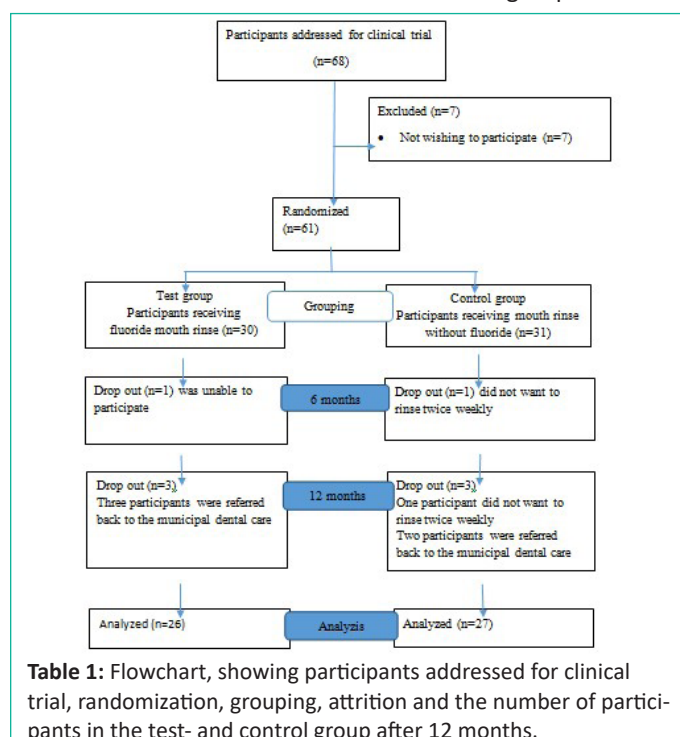 Participants addressed for clinical trial
(n=68)
Excluded (n=7)
• Not wishing to participate (n=7)
Randomized
(n=61)
Test group
Participants receiving
fluoride mouth rinse (n=30)
Grouping
Control group
Participants receiving mouth rinse
without fluoride (n=31)
Drop out (n=1) was unable to
participate
6 months
Drop out (n=1) did not want to
rinse twice weekly
Drop out (n=3),
Three participants were referred
back to the municipal dental care
12 months
Drop out (n=3)
One participant did not want to
rinse twice weekly
Two participants were referred
back to the municipal dental care
Analyzed (n=26)
Analyzis
Analyzed (n=27)
Table 1: Flowchart, showing participants addressed for clinical
trial, randomization, grouping, attrition and the number of partici-
pants in the test- and control group after 12 months.